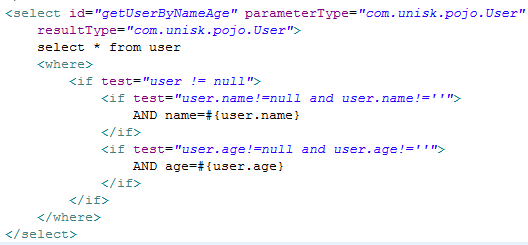 <select id="getUserByNameAge" parameterType="com.unisk.pojo.User"
resultType="com.unisk.pojo.User">
select * from user
<where>
<if test="user != null">
<if test="user.name!=null and user.name!=''">
AND name=#{user.name}
</if>
<if test="user.age!=null and user.age!=''">
AND age=#{user.age}
</if>
</if>
</where>
</select>